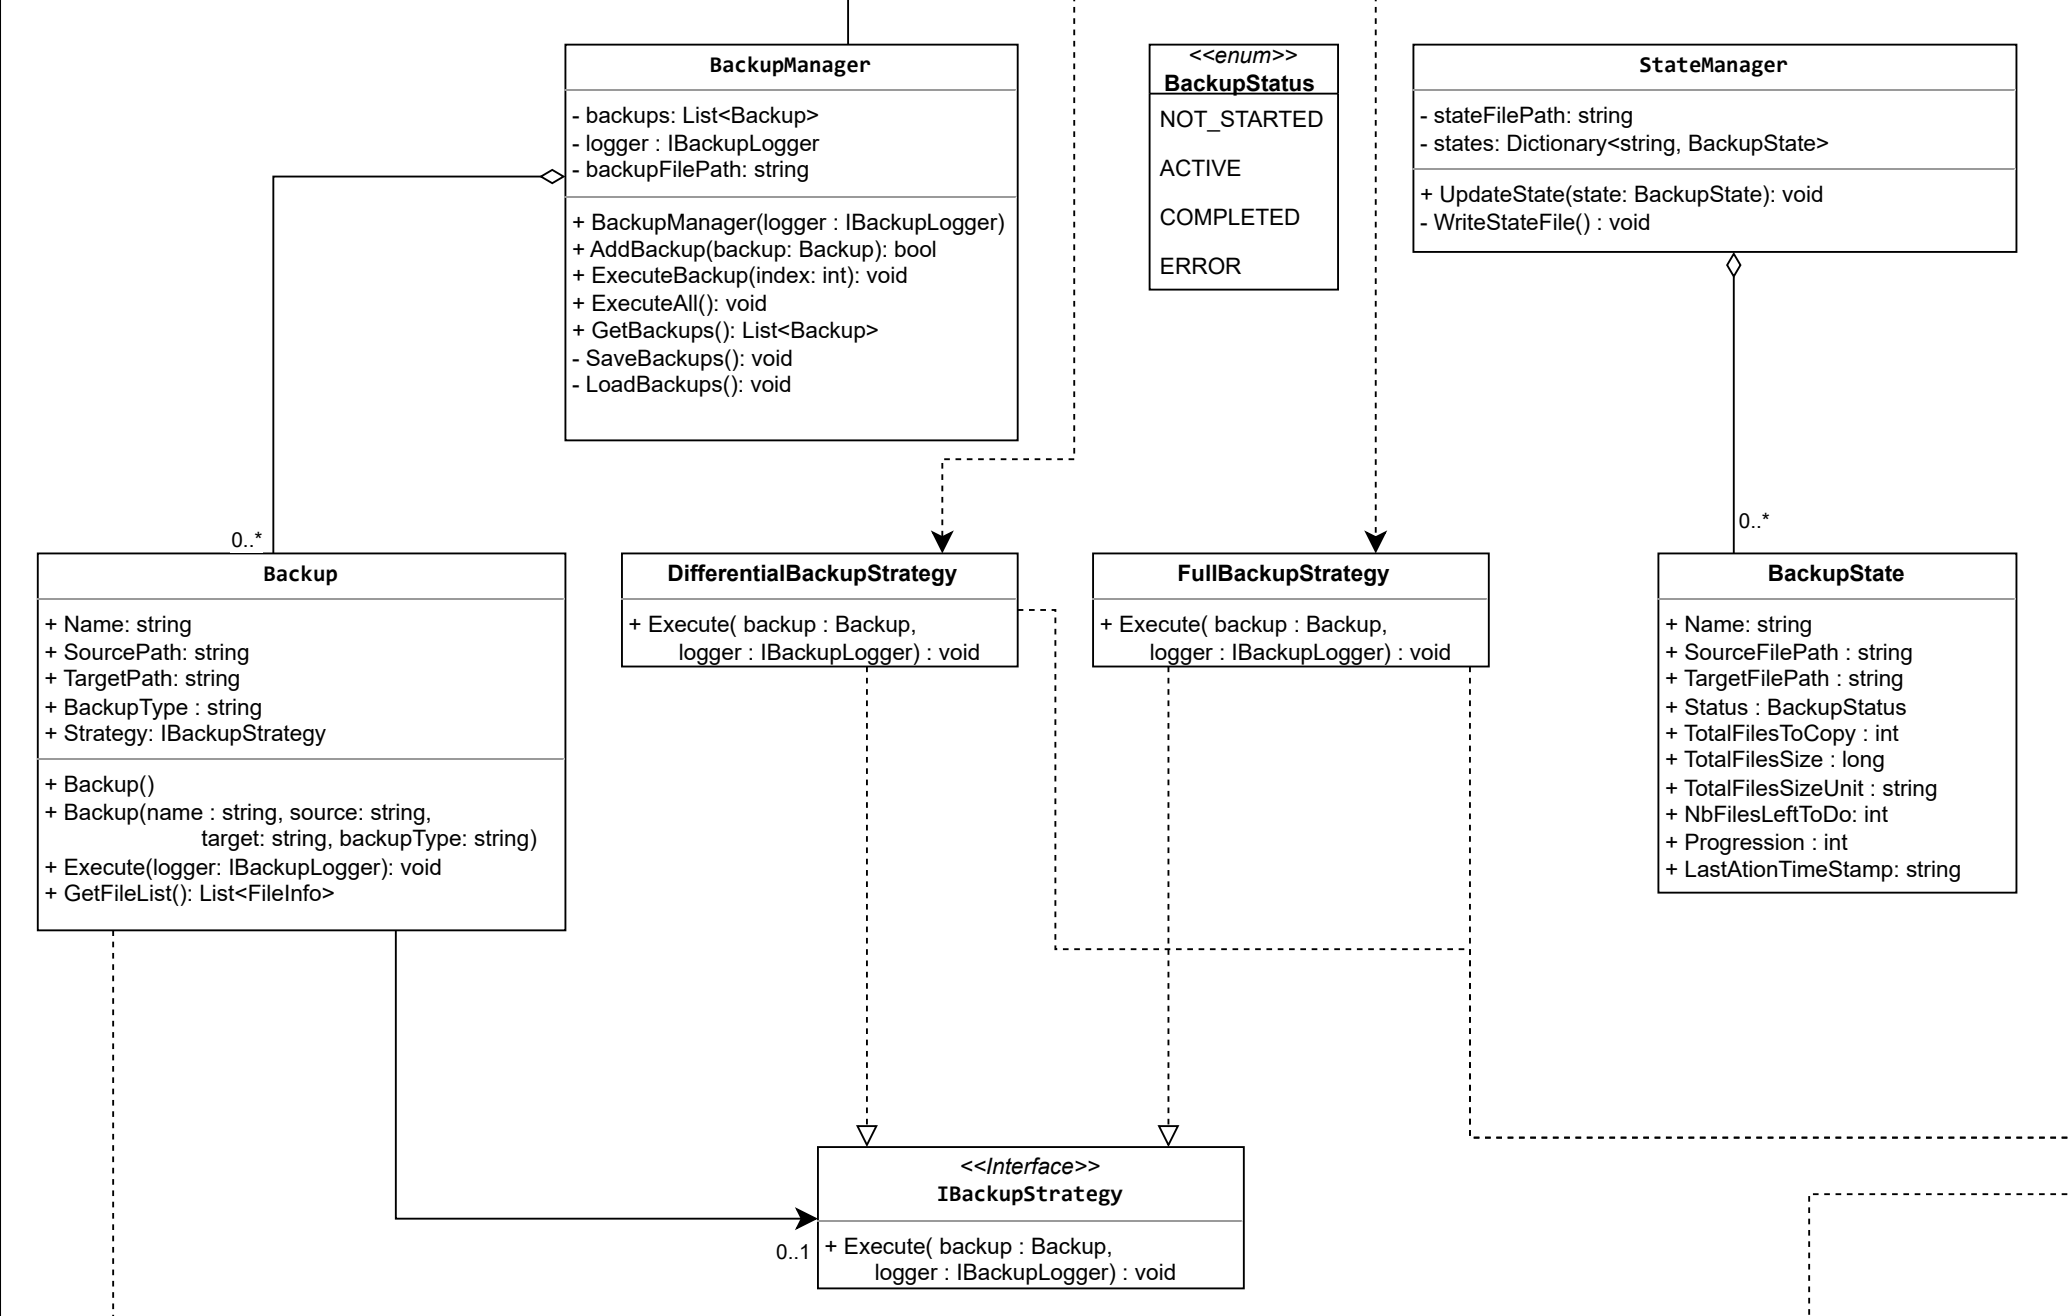 BackupManager
- backups: List<Backup>
- logger : IBackupLogger
- backupFilePath: string
+ BackupManager(logger : IBackupLogger)
+ AddBackup(backup: Backup): bool
+ ExecuteBackup(index: int): void
+ ExecuteAll(): void
+ GetBackups(): List<Backup>
- SaveBackups(): void
- LoadBackups(): void
<<enum>>
BackupStatus
NOT_STARTED
ACTIVE
COMPLETED
ERROR
StateManager
- stateFilePath: string
- states: Dictionary<string, BackupState>
+ UpdateState(state: BackupState): void
- WriteStateFile() : void
0..*
0..*
Backup
+ Name: string
+ SourcePath: string
+ TargetPath: string
+ BackupType : string
+ Strategy: IBackupStrategy
+ Backup()
+ Backup(name : string, source: string,
target: string, backupType: string)
+ Execute(logger: IBackupLogger): void
+ GetFileList(): List<FileInfo>
DifferentialBackupStrategy
+ Execute( backup : Backup,
logger : IBackupLogger) : void
FullBackupStrategy
+ Execute( backup : Backup,
logger : IBackupLogger) : void
BackupState
+ Name: string
+ SourceFilePath : string
+ TargetFilePath : string
+ Status : BackupStatus
+ TotalFilesToCopy : int
+ TotalFilesSize : long
+ TotalFilesSizeUnit : string
+ NbFilesLeftToDo: int
+ Progression : int
+ LastAtionTimeStamp: string
<<Interface>>
IBackupStrategy
0..1
+ Execute( backup : Backup,
logger : IBackupLogger) : void